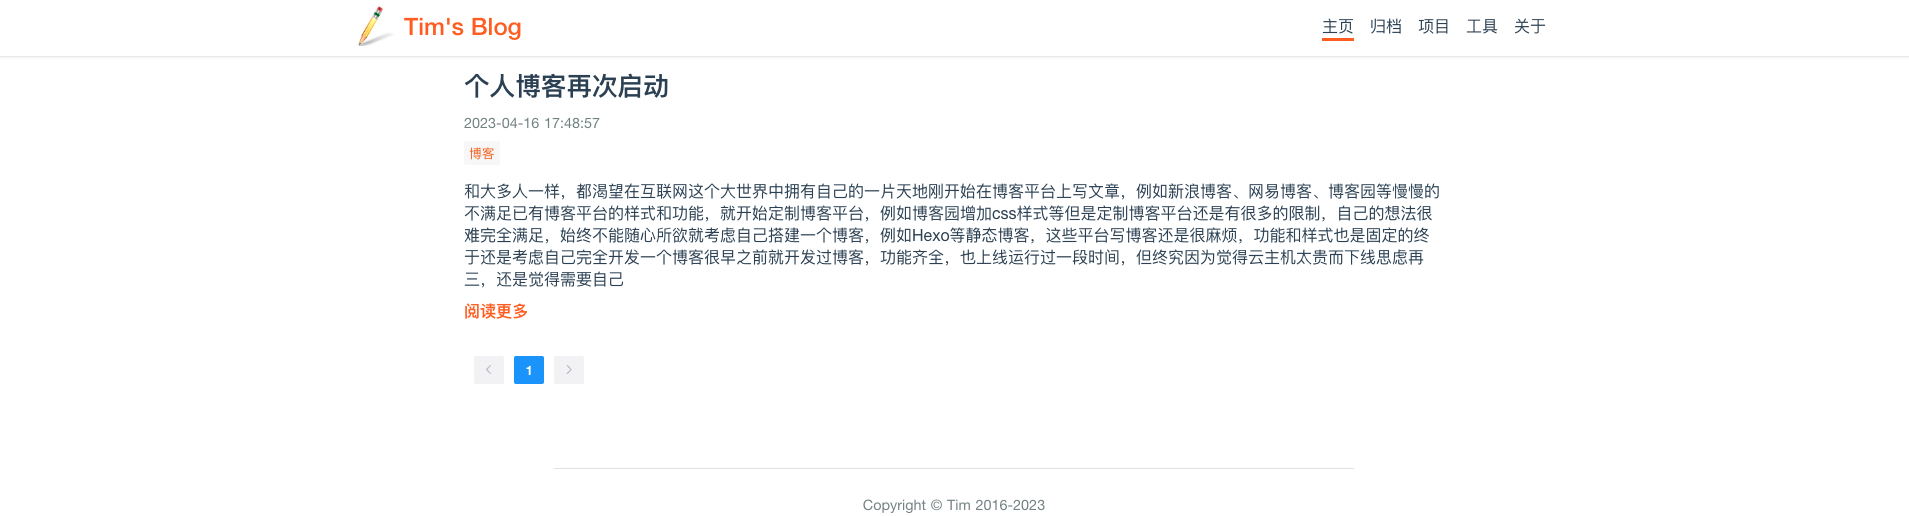 Tim's Blog
主页 归档 项目 工具 关于
个人博客再次启动
2023-04-16 17:48:57
博客
和大多人一样，都渴望在互联网这个大世界中拥有自己的一片天地刚开始在博客平台上写文章，例如新浪博客、网易博客、博客园等慢慢的
不满足已有博客平台的样式和功能，就开始定制博客平台，例如博客园增加css样式等但是定制博客平台还是有很多的限制，自己的想法很
难完全满足，始终不能随心所欲就考虑自己搭建一个博客，例如Hexo等静态博客，这些平台写博客还是很麻烦，功能和样式也是固定的终
于还是考虑自己完全开发一个博客很早之前就开发过博客，功能齐全，也上线运行过一段时间，但终究因为觉得云主机太贵而下线思虑再
三，还是觉得需要自己
阅读更多
1
Copyright © Tim 2016-2023